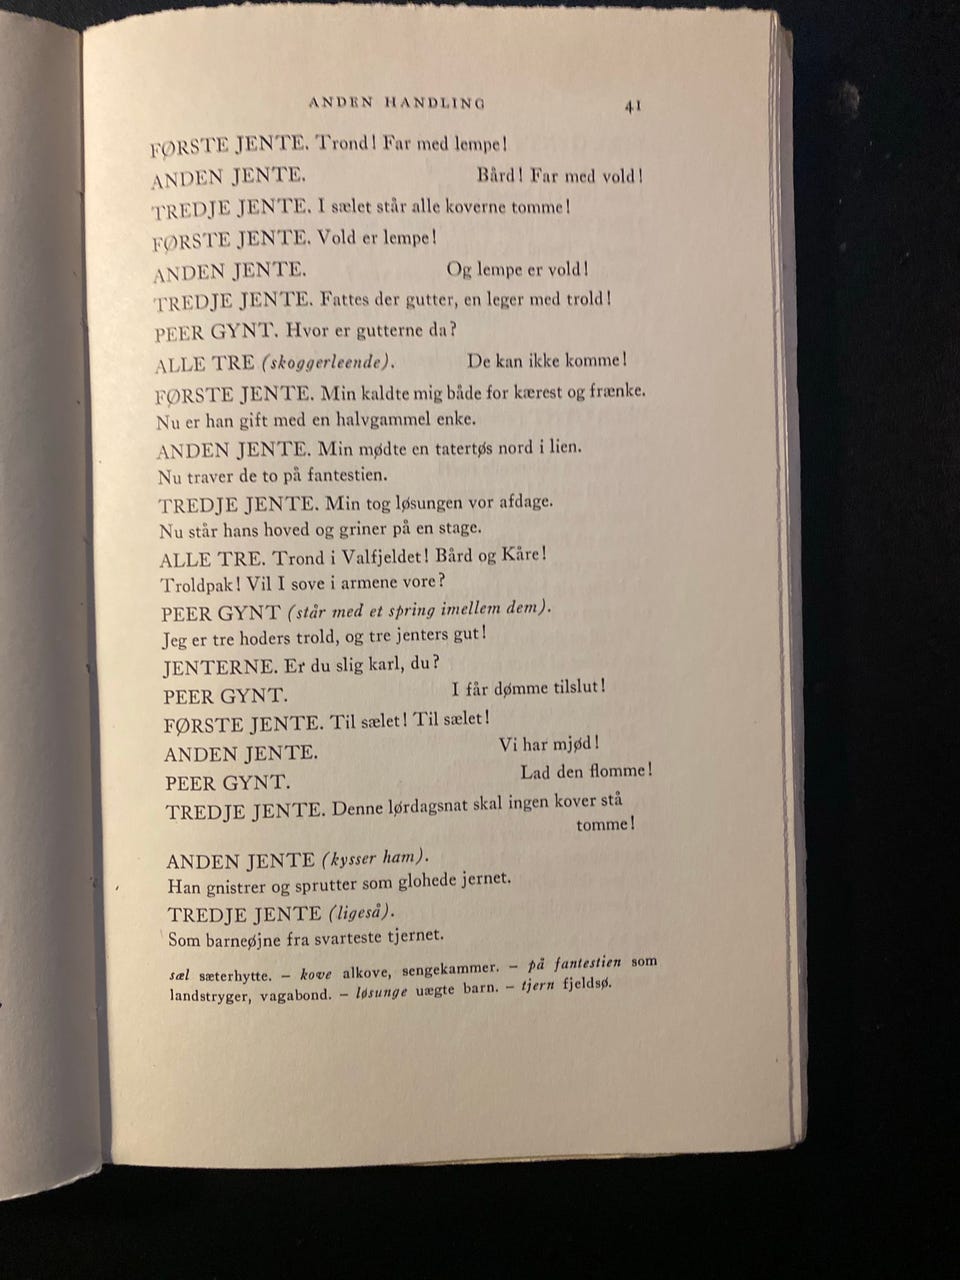 ANDEN HANDLING 41
FØRSTE JENTE. Trond! Far med lempe!
ANDEN JENTE. Bård! Far med vold!
TREDJE JENTE. I sælet står alle koverne tomme!
FØRSTE JENTE. Vold er lempe!
ANDEN JENTE. Og lempe er vold!
TREDJE JENTE. Fattes der gutter, en leger med trold!
PEER GYNT. Hvor er gutterne da?
ALLE TRE (skoggerleende). De kan ikke komme!
FØRSTE JENTE. Min kaldte mig både for kærest og frænke.
Nu er han gift med en halvgammel enke.
ANDEN JENTE. Min mødte en tatertøs nord i lien.
Nu traver de to på fantestien.
TREDJE JENTE. Min tog løsungen vor afdage.
Nu står hans hoved og griner på en stage.
ALLE TRE. Trond i Valfjeldet! Bård og Kåre!
Troldpak! Vil I sove i armene vore?
PEER GYNT (står med et spring imellem dem).
Jeg er tre hoders trold, og tre jenters gut!
JENTERNE. Er du slig karl, du?
PEER GYNT. I får dømme tilslut!
FØRSTE JENTE. Til sælet! Til sælet!
ANDEN JENTE. Vi har mjød!
PEER GYNT. Lad den flomme!
TREDJE JENTE. Denne lørdagsnat skal ingen kover stå
tomme!
ANDEN JENTE (kysser ham).
Han gnistrer og sprutter som glohede jernet.
TREDJE JENTE (ligeså).
Som barneøjne fra svarteste tjernet.
sæl sæterhytte. – kove alkove, sengekammer. – på fantestien som
landstryger, vagabond. – løsunge uægte barn. – tjern fjeldsø.